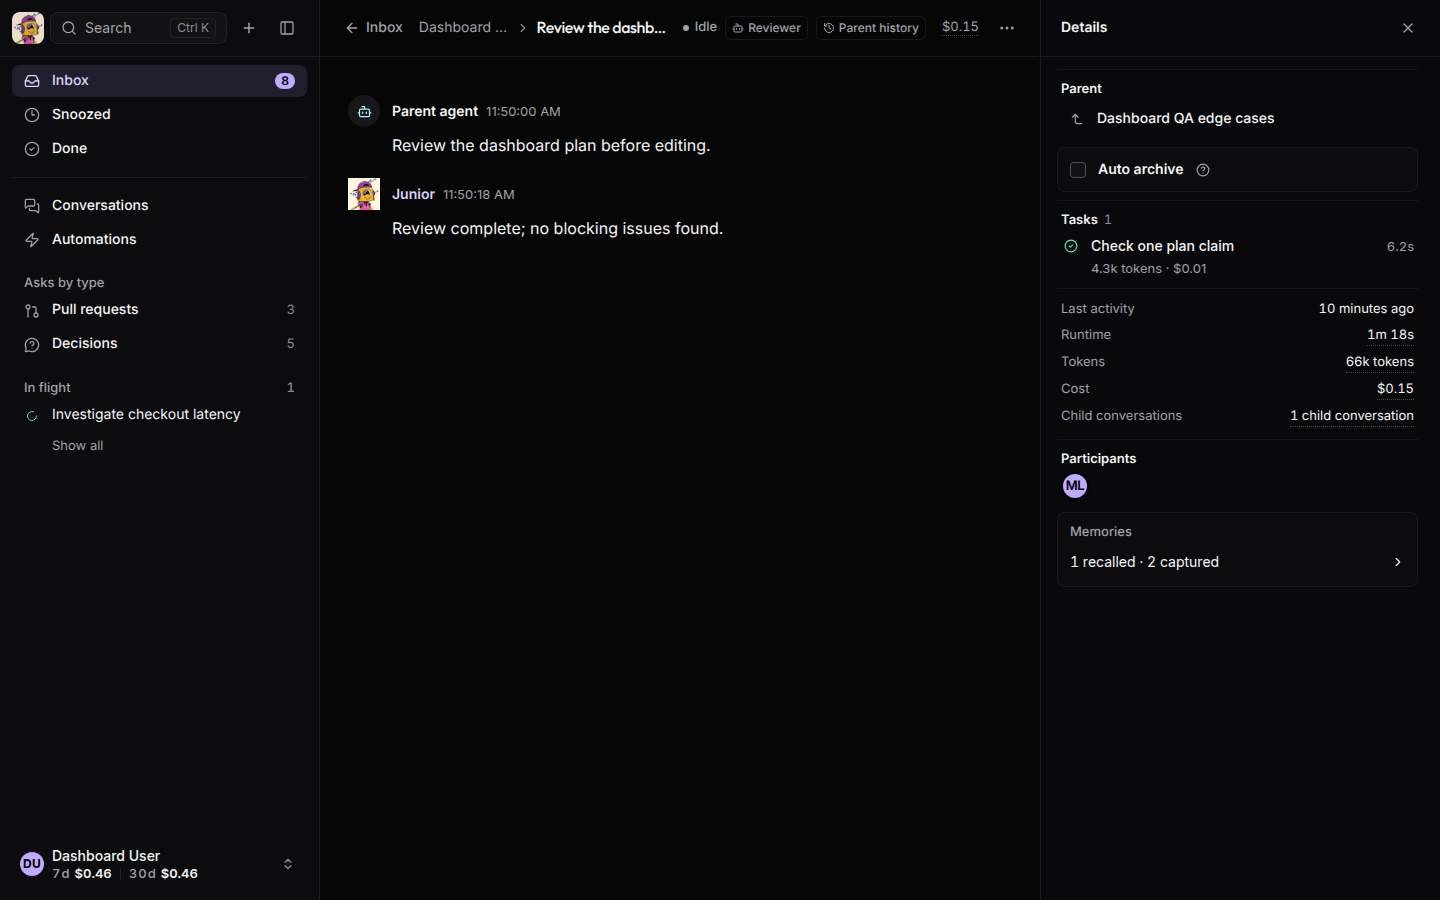 Search
Ctrl K
Inbox
8
Snoozed
Done
Conversations
Automations
Asks by type
Pull requests
3
Decisions
5
In flight
1
Investigate checkout latency
Show all
DU
Dashboard User
7d $0.46 30d $0.46
Inbox
Dashboard ...
Review the dashb...
Idle
Reviewer
Parent history
$0.15
Parent agent 11:50:00 AM
Review the dashboard plan before editing.
Junior 11:50:18 AM
Review complete; no blocking issues found.
Details
Parent
Dashboard QA edge cases
Auto archive
Tasks 1
Check one plan claim 6.2s
4.3k tokens · $0.01
Last activity 10 minutes ago
Runtime 1m 18s
Tokens 66k tokens
Cost $0.15
Child conversations 1 child conversation
Participants
ML
Memories
1 recalled · 2 captured